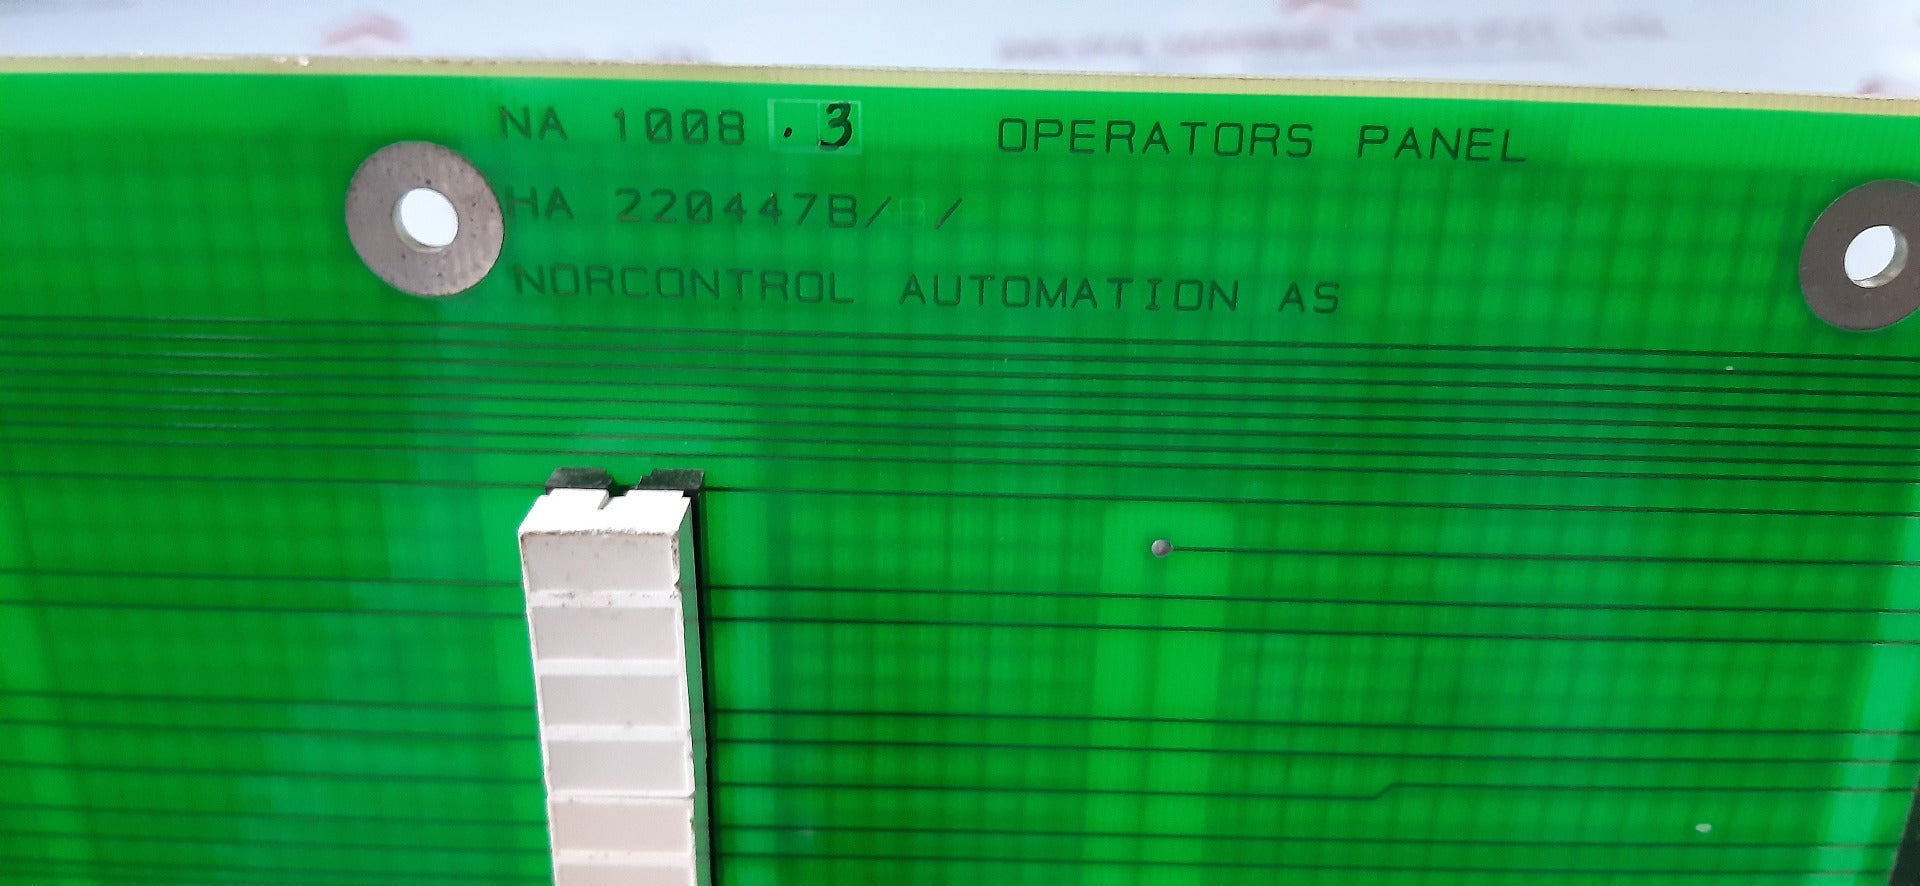 NA 1008 .3 OPERATORS PANEL
HA 220447B/B/
NORCONTROL AUTOMATION AS